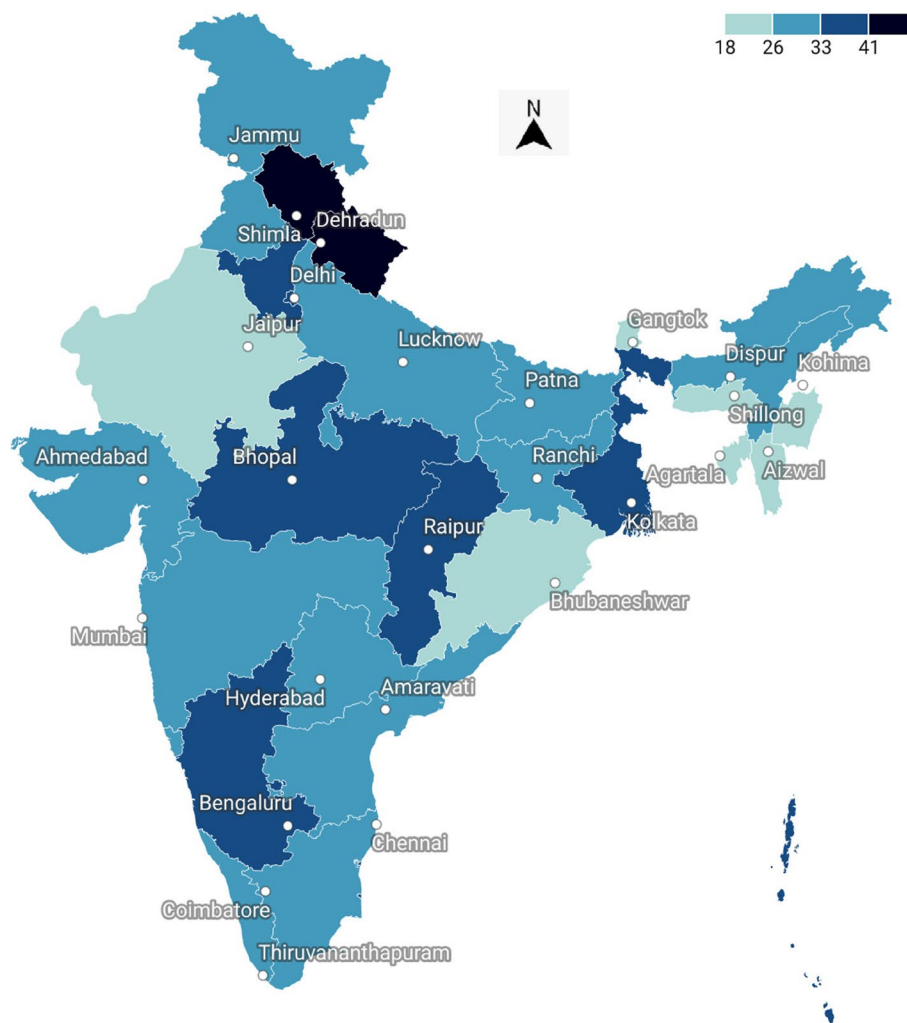 18 26 33 41
N
Jammu
Shimla
Dehradun
Delhi
Jaipur
Lucknow
Gangtok
Dispur
Kohima
Patna
Shillong
Ahmedabad
Bhopal
Ranchi
Agartala
Aizwal
Raipur
Kolkata
Bhubaneshwar
Mumbai
Hyderabad
Amaravati
Bengaluru
Chennai
Coimbatore
Thiruvananthapuram